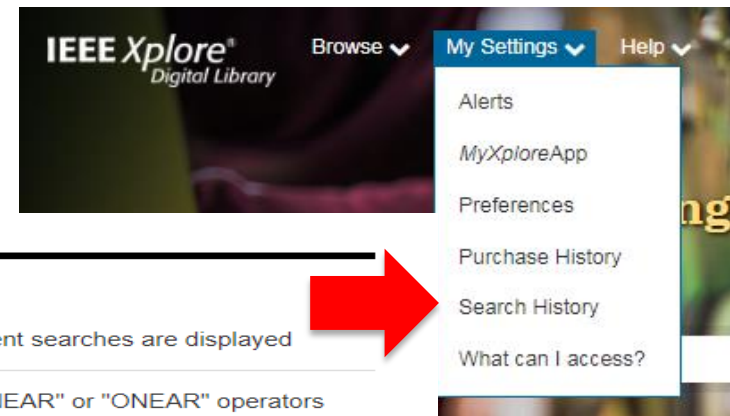 IEEE Xplore®
Digital Library
Browse
My Settings
Help
Alerts
MyXploreApp
Preferences
Purchase History
Search History
What can I access?
ng
ent searches are displayed
NEAR" or "ONEAR" operators